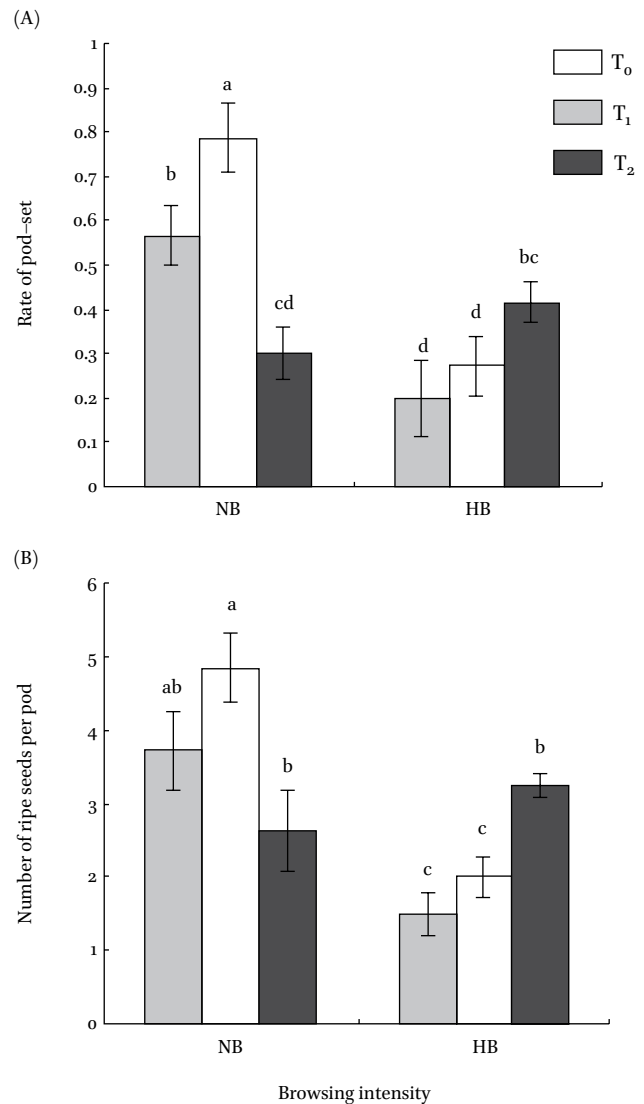 (A)
Rate of pod–set
1
0.9
0.8
0.7
0.6
0.5
0.4
0.3
0.2
0.1
0
b
a
cd
d
d
bc
T₀
T₁
T₂
NB
HB
(B)
Number of ripe seeds per pod
6
5
4
3
2
1
0
ab
a
b
c
c
b
NB
HB
Browsing intensity